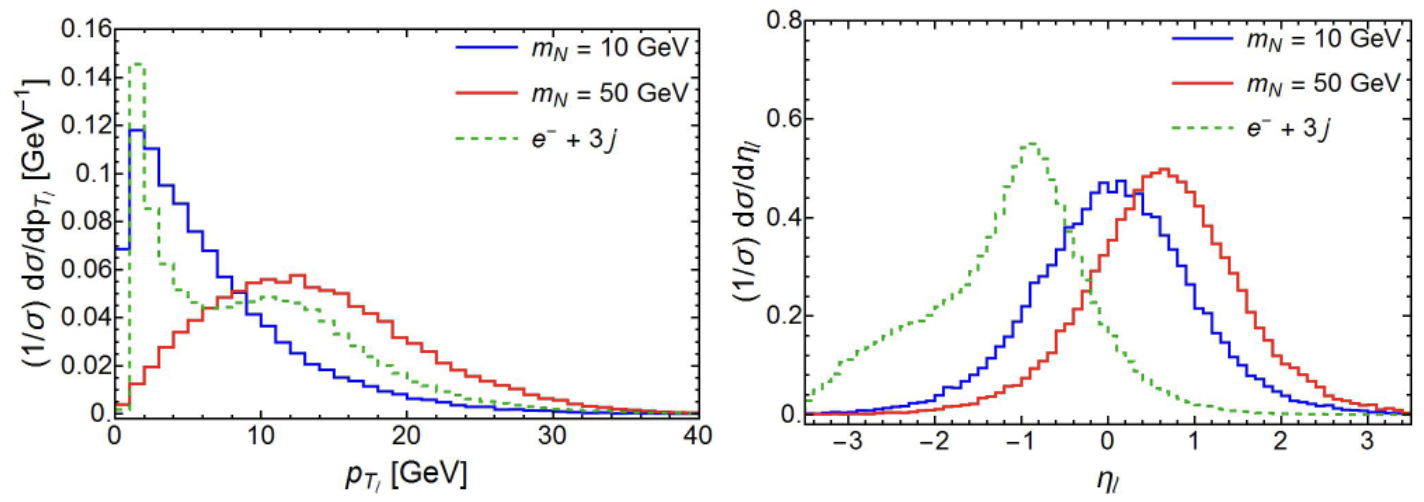 (1/σ) dσ/dp_{T_l} [GeV⁻¹]
0.16
0.14
0.12
0.10
0.08
0.06
0.04
0.02
0.
0 10 20 30 40
p_{T_l} [GeV]
m_N = 10 GeV
m_N = 50 GeV
e⁻ + 3 j
(1/σ) dσ/dη_l
0.8
0.6
0.4
0.2
0.
−3 −2 −1 0 1 2 3
η_l
m_N = 10 GeV
m_N = 50 GeV
e⁻ + 3 j